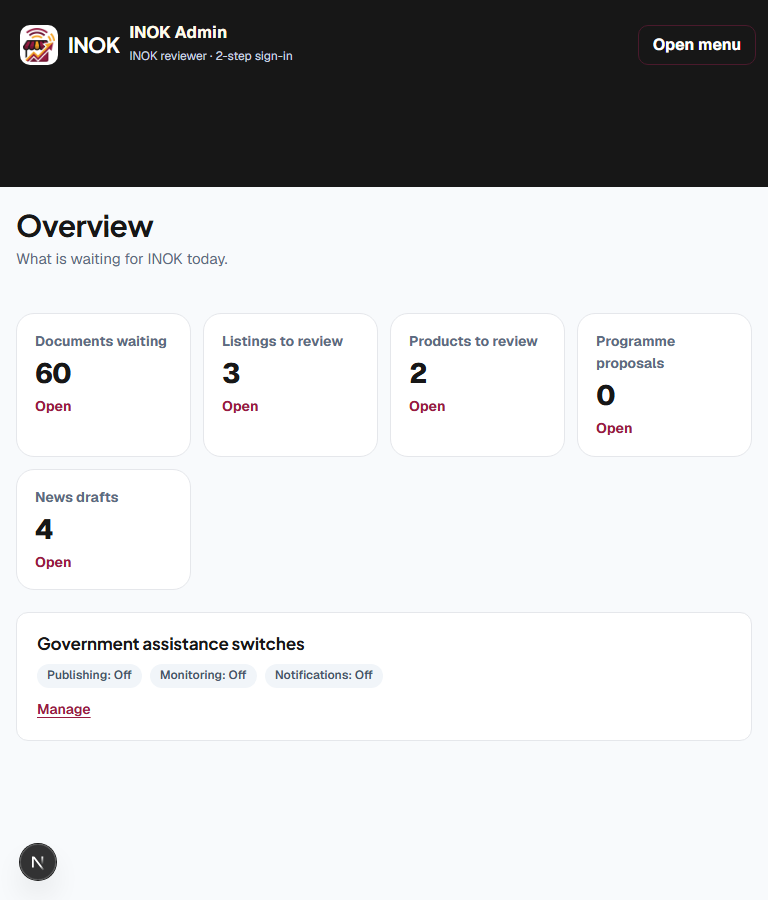 INOK
INOK Admin
INOK reviewer · 2-step sign-in
Open menu
Overview
What is waiting for INOK today.
Documents waiting
60
Open
Listings to review
3
Open
Products to review
2
Open
Programme
proposals
0
Open
News drafts
4
Open
Government assistance switches
Publishing: Off
Monitoring: Off
Notifications: Off
Manage
N